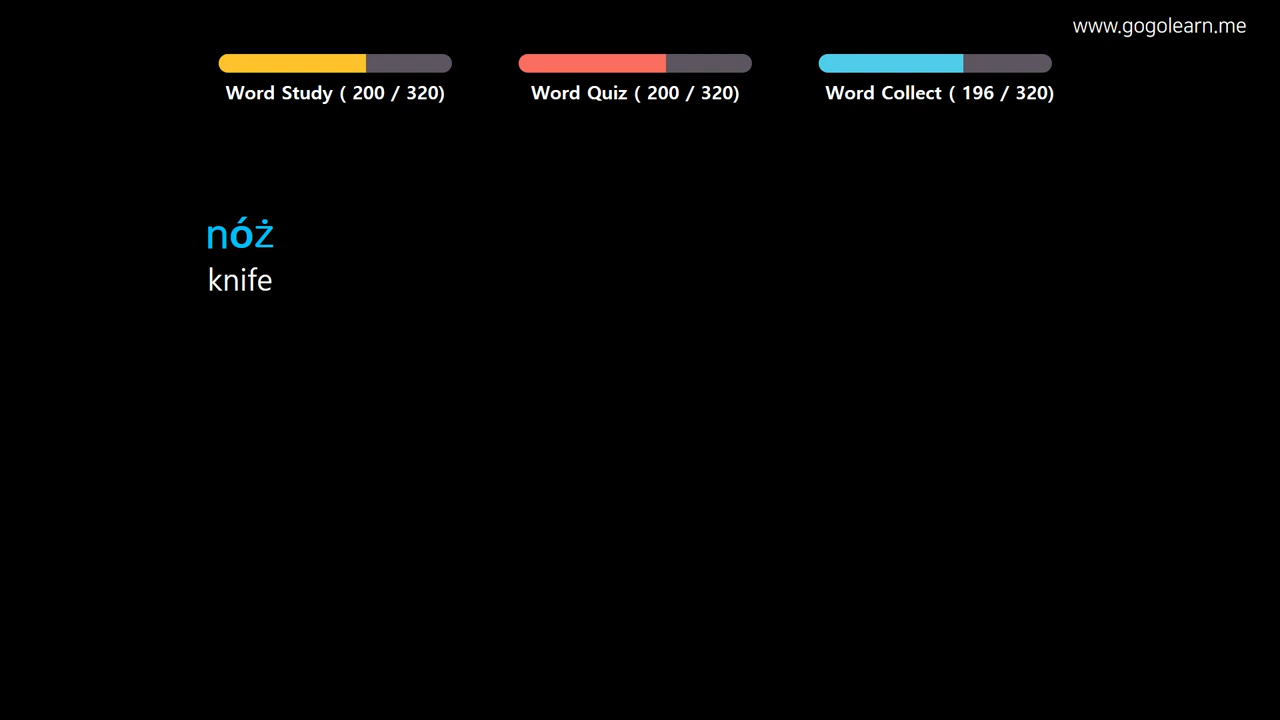 www.gogolearn.me
Word Study ( 200 / 320)
Word Quiz ( 200 / 320)
Word Collect ( 196 / 320)
nóż
knife